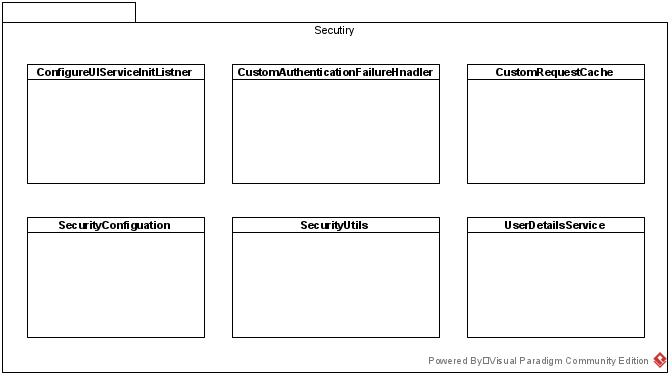 Secutiry
ConfigureUIServiceInitListner
CustomAuthenticationFailureHnadler
CustomRequestCache
SecurityConfiguation
SecurityUtils
UserDetailsService
Powered By□Visual Paradigm Community Edition